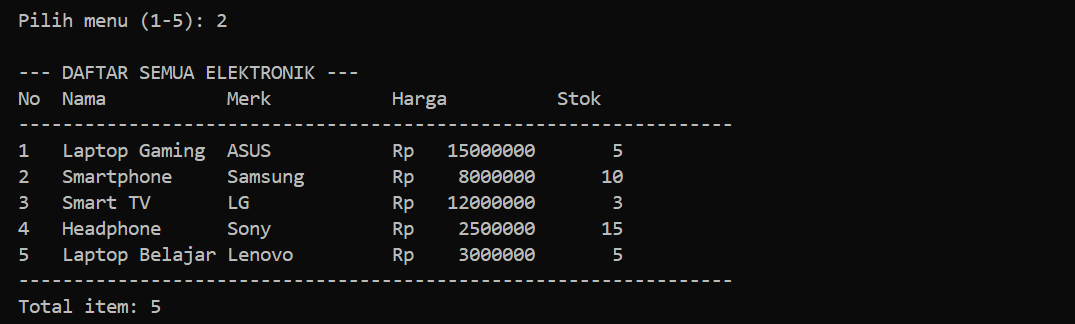 Pilih menu (1-5): 2
--- DAFTAR SEMUA ELEKTRONIK ---
No  Nama           Merk           Harga          Stok
-----------------------------------------------------------------
1   Laptop Gaming  ASUS           Rp   15000000       5
2   Smartphone     Samsung        Rp    8000000      10
3   Smart TV       LG             Rp   12000000       3
4   Headphone      Sony           Rp    2500000      15
5   Laptop Belajar Lenovo         Rp    3000000       5
-----------------------------------------------------------------
Total item: 5